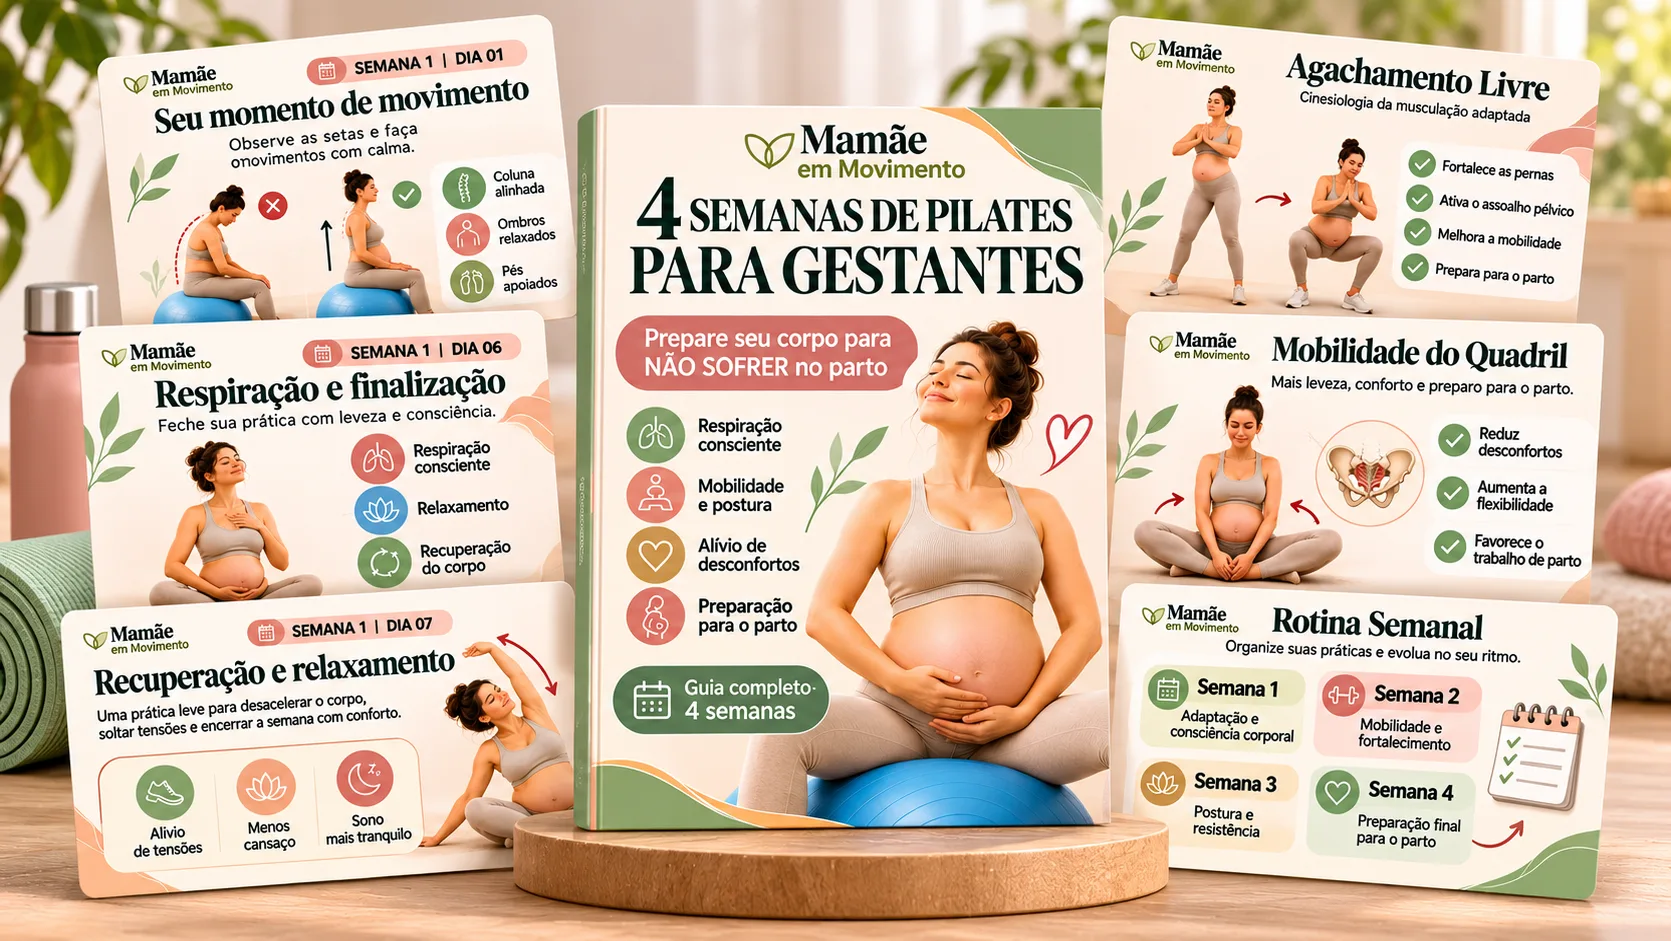 Mamãe
em Movimento
SEMANA 1 | DIA 01
Seu momento de movimento
Observe as setas e faça
movimentos com calma.
Coluna
alinhada
Ombros
relaxados
Pés
apoiados
Mamãe
em Movimento
SEMANA 1 | DIA 06
Respiração e finalização
Feche sua prática com leveza e consciência.
Respiração
consciente
Relaxamento
Recuperação
do corpo
Mamãe
em Movimento
SEMANA 1 | DIA 07
Recuperação e relaxamento
Uma prática leve para desacelerar o corpo,
soltar tensões e encerrar a semana com conforto.
Alívio
de tensões
Menos
cansaço
Sono
mais tranquilo
Mamãe
em Movimento
4 SEMANAS DE PILATES
PARA GESTANTES
Prepare seu corpo para
NÃO SOFRER no parto
Respiração
consciente
Mobilidade
e postura
Alívio de
desconfortos
Preparação
para o parto
Guia completo·
4 semanas
Mamãe
em Movimento
Agachamento Livre
Cinesiologia da musculação adaptada
Fortalece as pernas
Ativa o assoalho pélvico
Melhora a mobilidade
Prepara para o parto
Mamãe
em Movimento
Mobilidade do Quadril
Mais leveza, conforto e preparo para o parto.
Reduz
desconfortos
Aumenta a
flexibilidade
Favorece o
trabalho de parto
Mamãe
em Movimento
Rotina Semanal
Organize suas práticas e evolua no seu ritmo.
Semana 1
Adaptação e
consciência corporal
Semana 2
Mobilidade e
fortalecimento
Semana 3
Postura e
resistência
Semana 4
Preparação final
para o parto